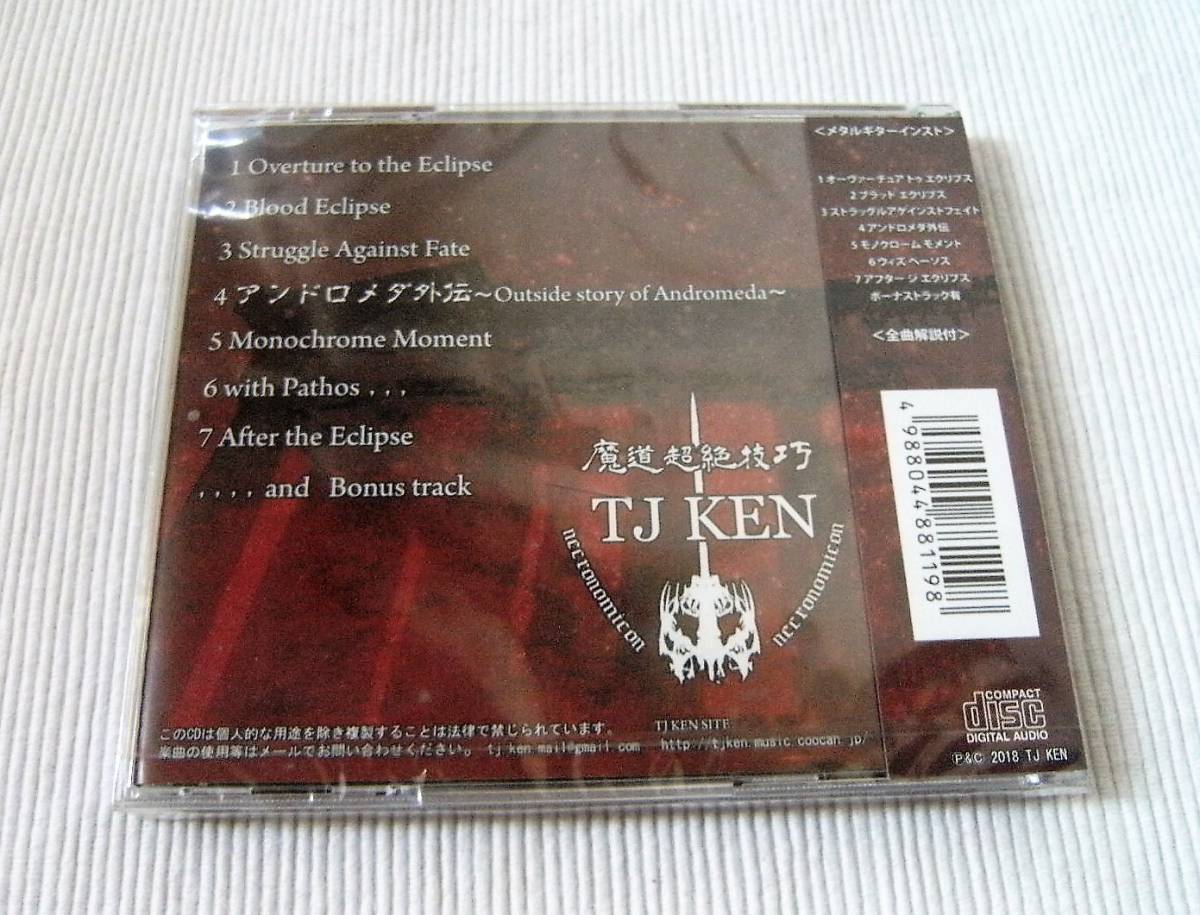 1 Overture to the Eclipse
2 Blood Eclipse
3 Struggle Against Fate
4 アンドロメダ外伝～Outside story of Andromeda～
5 Monochrome Moment
6 with Pathos . . .
7 After the Eclipse
. . . . and Bonus track
魔道超絶技巧
TJ KEN
necronomicon
necronomicon
このCDは個人的な用途を除き複製することは法律で禁じられています。
楽曲の使用等はメールでお問い合わせください。 tj.ken.mail@gmail.com
TJ KEN SITE
http://tjken.music.coocan.jp/
<メタルギターインスト>
1 オーヴァーチュア トゥ エクリプス
2 ブラッド エクリプス
3 ストラッグルアゲインストフェイト
4 アンドロメダ外伝
5 モノクローム モメント
6 ウィズ ペーソス
7 アフター ジ エクリプス
ボーナストラック有
<全曲解説付>
4 988044 881198
COMPACT
disc
DIGITAL AUDIO
Ⓟ&C 2018 TJ KEN